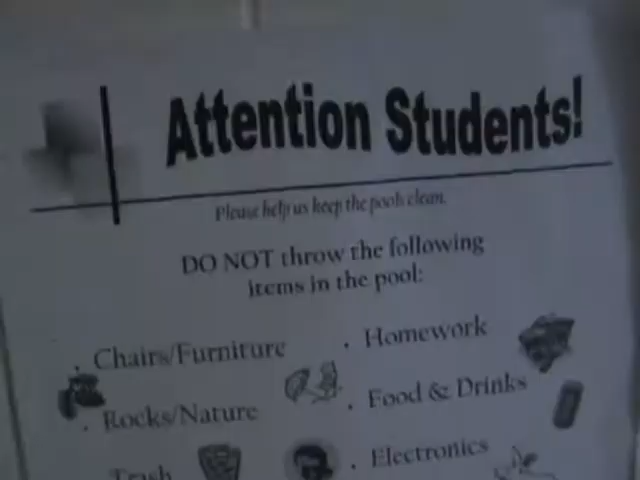 Attention Students!
Please help us keep the pools clean.
DO NOT throw the following
items in the pool:
. Chairs/Furniture
. Homework
. Rocks/Nature
. Food & Drinks
Trash
. Electronics